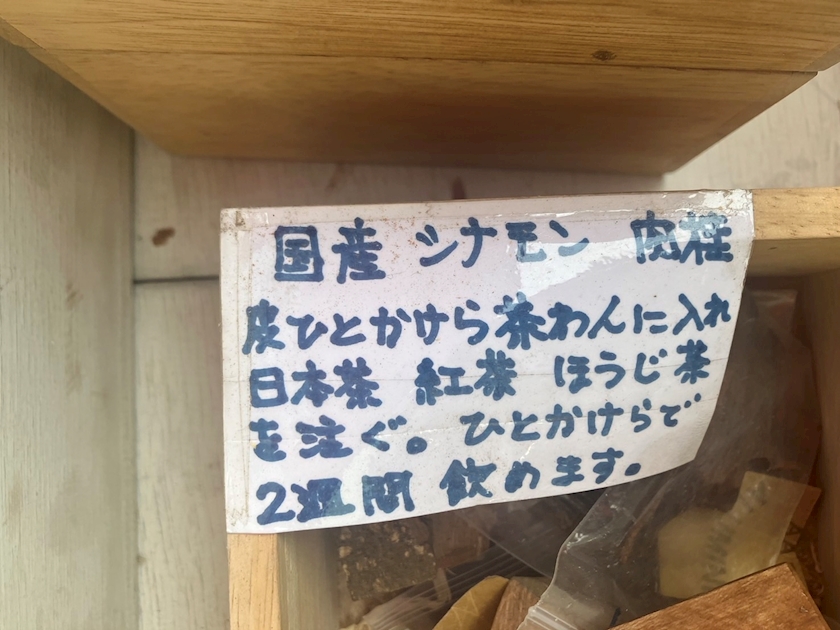 国産 シナモン 肉桂
皮ひとかけら茶わんに入れ
日本茶 紅茶 ほうじ茶
を注ぐ。ひとかけらで
2週間 飲めます。